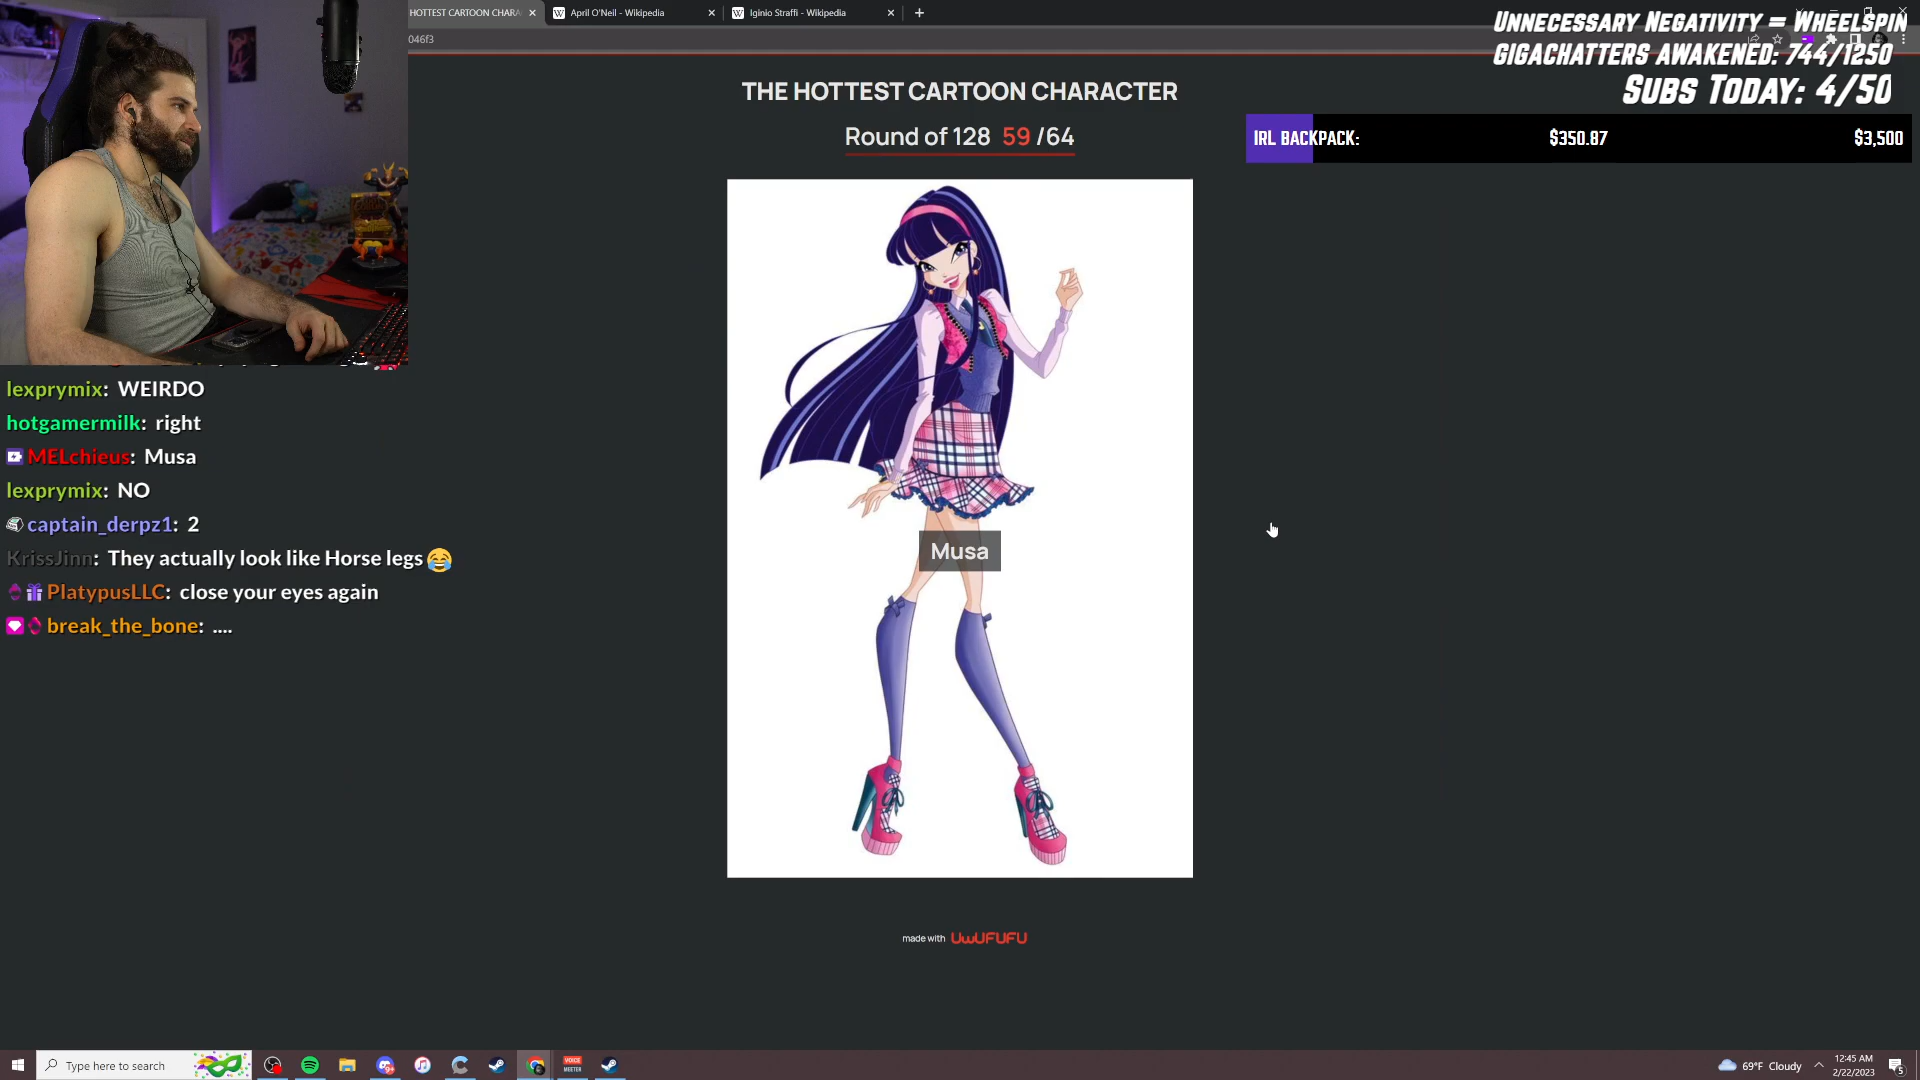 HOTTEST CARTOON CHARA
April O'Neil - Wikipedia
Iginio Straffi - Wikipedia
046f3
UNNECESSARY NEGATIVITY = WHEELSPIN
GIGACHATTERS AWAKENED: 744/1250
SUBS TODAY: 4/50
IRL BACKPACK: $350.87 $3,500
THE HOTTEST CARTOON CHARACTER
Round of 128 59 /64
Musa
lexprymix: WEIRDO
hotgamermilk: right
MELchieus: Musa
lexprymix: NO
captain_derpz1: 2
KrissJinn: They actually look like Horse legs 😂
PlatypusLLC: close your eyes again
break_the_bone: ....
made with UwUFUFU
Type here to search
VOICE
MEETER
69°F Cloudy
12:45 AM
2/22/2023
5